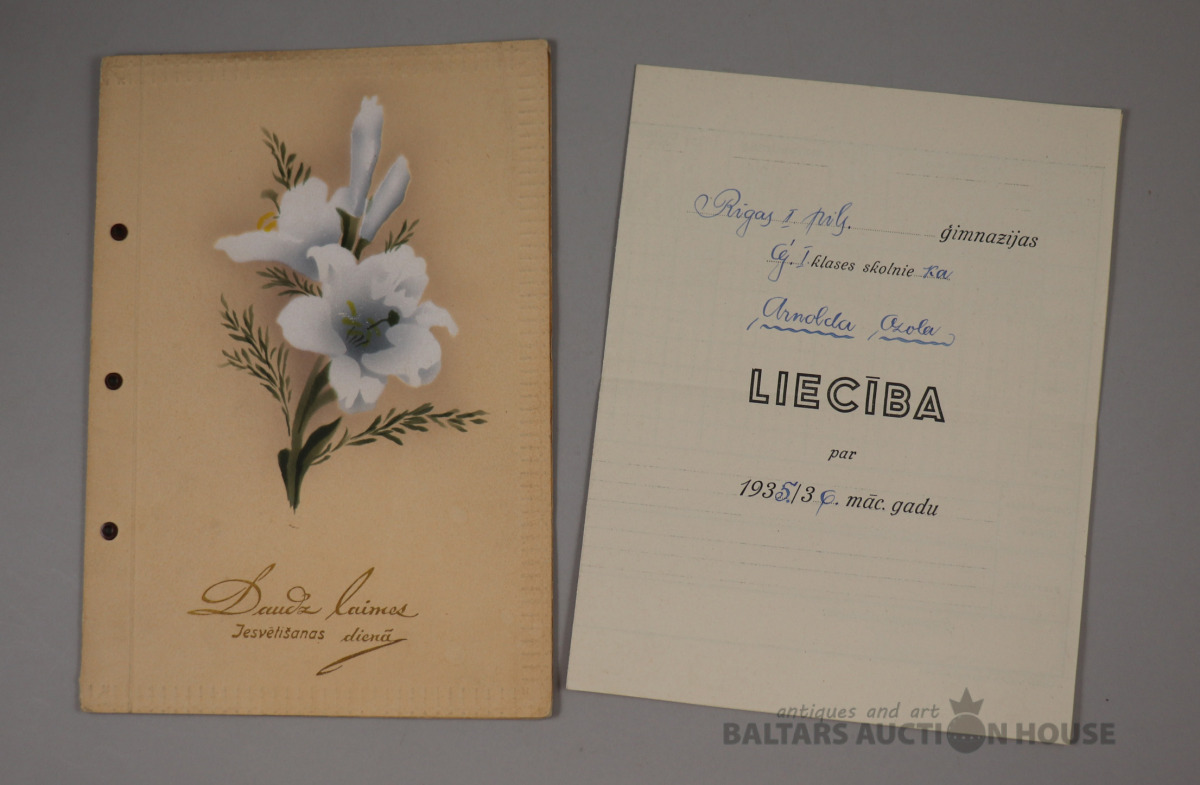 Daudz laimes
Iesvētīšanas dienā
Rīgas I pils. ģimnazijas
I klases skolnie ka
Arnolda Ozola
LIECĪBA
par
1935./36. māc. gadu
antiques and art
BALTARS AUCTION HOUSE